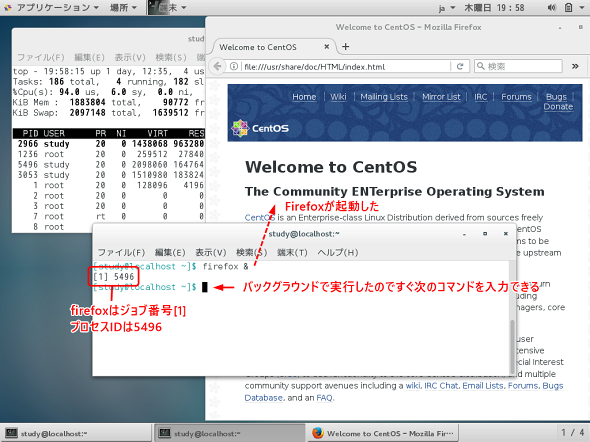 アプリケーション 場所 端末 ja 木曜日 19：58
study
ファイル(F) 編集(E) 表示(V) 検索(S)
top - 19:58:15 up 1 day, 12:35, 4 us
Tasks: 186 total, 4 running, 182 sl
%Cpu(s): 94.0 us, 6.0 sy, 0.0 ni,
KiB Mem : 1883804 total, 90772 fr
KiB Swap: 2097148 total, 1639512 fr
PID USER PR NI VIRT RES
2966 study 20 0 1438068 963280
1236 root 20 0 259512 27840
5496 study 20 0 2098060 164764
3053 study 20 0 1510980 183824
1 root 20 0 128096 4196
2 root 20 0
3 root 20 0
7 root rt 0
8 root 20 0
Welcome to CentOS - Mozilla Firefox
Welcome to CentOS
file:///usr/share/doc/HTML/index.html
検索
Home Wiki Mailing Lists Mirror List IRC Forums Bugs
Donate
CentOS
Welcome to CentOS
The Community ENTerprise Operating System
Firefoxが起動した
CentOS is an Enterprise-class Linux Distribution derived from sources freely
study@localhost:~
ファイル(F) 編集(E) 表示(V) 検索(S) 端末(T) ヘルプ(H)
[study@localhost ~]$ firefox &
[1] 5496
[study@localhost ~]$
バックグラウンドで実行したのですぐ次のコマンドを入力できる
firefoxはジョブ番号[1]
プロセスIDは5496
and multiple
community support avenues including a wiki, IRC Chat, Email Lists, Forums, Bugs
Database, and an FAQ.
study@localhost:~
study@localhost:~
Welcome to CentOS - Mozilla Fir…
1 / 4